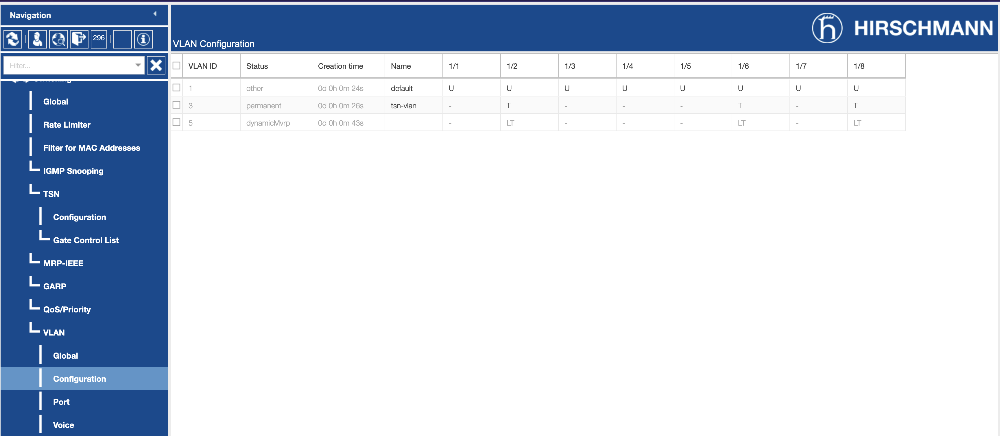 Navigation
HIRSCHMANN
296
VLAN Configuration
Filter...
Switching
Global
Rate Limiter
Filter for MAC Addresses
IGMP Snooping
TSN
Configuration
Gate Control List
MRP-IEEE
GARP
QoS/Priority
VLAN
Global
Configuration
Port
Voice
VLAN ID Status Creation time Name 1/1 1/2 1/3 1/4 1/5 1/6 1/7 1/8
1 other 0d 0h 0m 24s default U U U U U U U U
3 permanent 0d 0h 0m 26s tsn-vlan - T - - - T - T
5 dynamicMvrp 0d 0h 0m 43s - LT - - - LT - LT